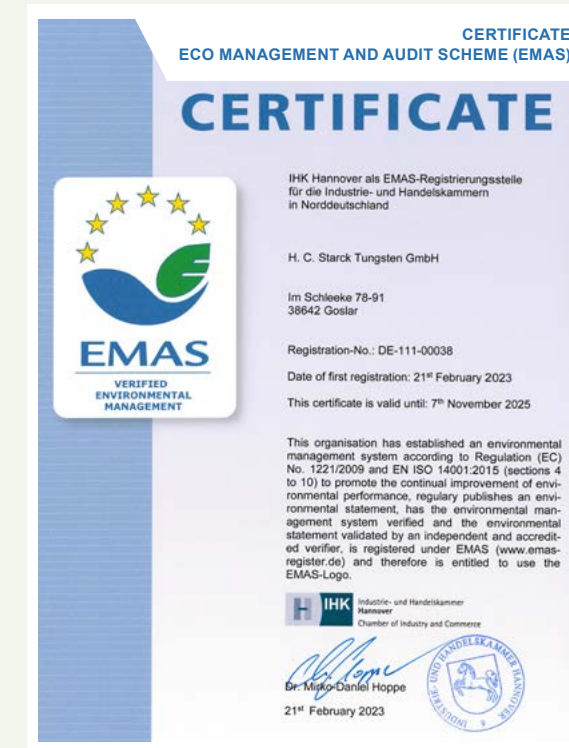 CERTIFICATE
ECO MANAGEMENT AND AUDIT SCHEME (EMAS)
CERTIFICATE
IHK Hannover als EMAS-Registrierungsstelle
für die Industrie- und Handelskammern
in Norddeutschland
H. C. Starck Tungsten GmbH
Im Schleeke 78-91
38642 Goslar
EMAS
VERIFIED
ENVIRONMENTAL
MANAGEMENT
Registration-No.: DE-111-00038
Date of first registration: 21st February 2023
This certificate is valid until: 7th November 2025
This organisation has established an environmental
management system according to Regulation (EC)
No. 1221/2009 and EN ISO 14001:2015 (sections 4
to 10) to promote the continual improvement of envi-
ronmental performance, regulary publishes an envi-
ronmental statement, has the environmental man-
agement system verified and the environmental
statement validated by an independent and accredit-
ed verifier, is registered under EMAS (www.emas-
register.de) and therefore is entitled to use the
EMAS-Logo.
H IHK Industrie- und Handelskammer
Hannover
Chamber of Industry and Commerce
Dr. Mirko-Daniel Hoppe
21st February 2023
INDUSTRIE- UND HANDELSKAMMER HANNOVER